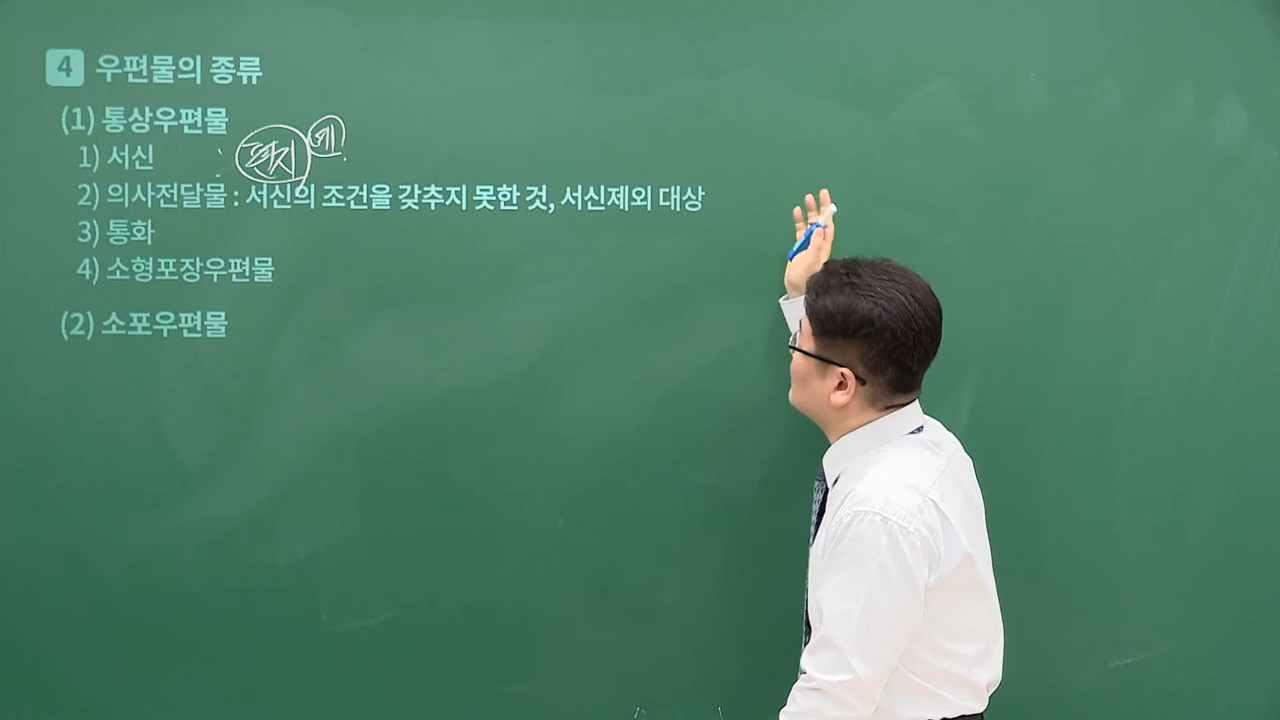 4 우편물의 종류
(1) 통상우편물
1) 서신 : 편지
2) 의사전달물 : 서신의 조건을 갖추지 못한 것, 서신제외 대상
3) 통화
4) 소형포장우편물
(2) 소포우편물